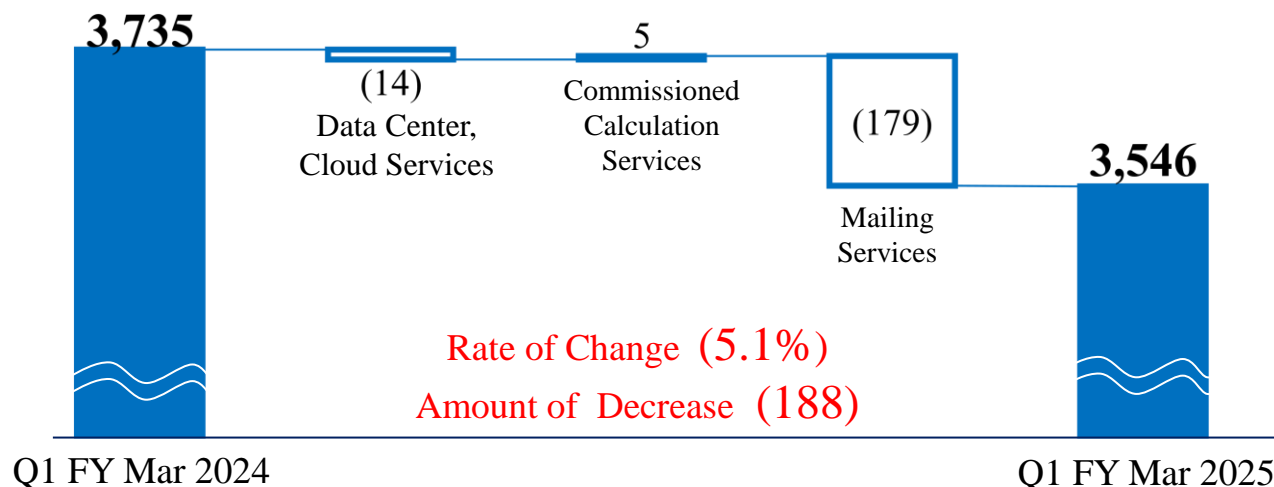 3,735
(14)
Data Center,
Cloud Services
5
Commissioned
Calculation
Services
(179)
Mailing
Services
3,546
Rate of Change (5.1%)
Amount of Decrease (188)
Q1 FY Mar 2024
Q1 FY Mar 2025